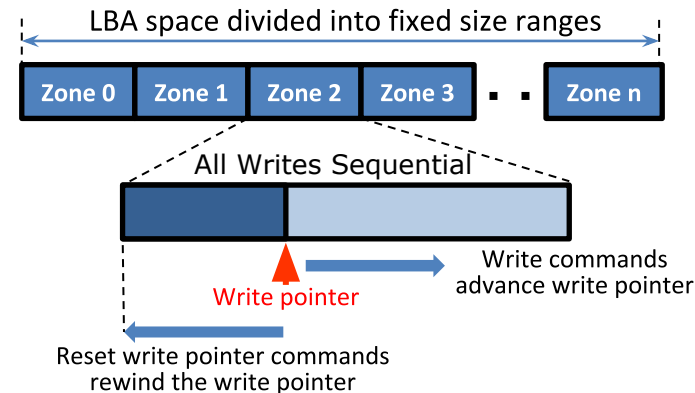 LBA space divided into fixed size ranges
Zone 0 Zone 1 Zone 2 Zone 3 . . Zone n
All Writes Sequential
Write commands
advance write pointer
Write pointer
Reset write pointer commands
rewind the write pointer